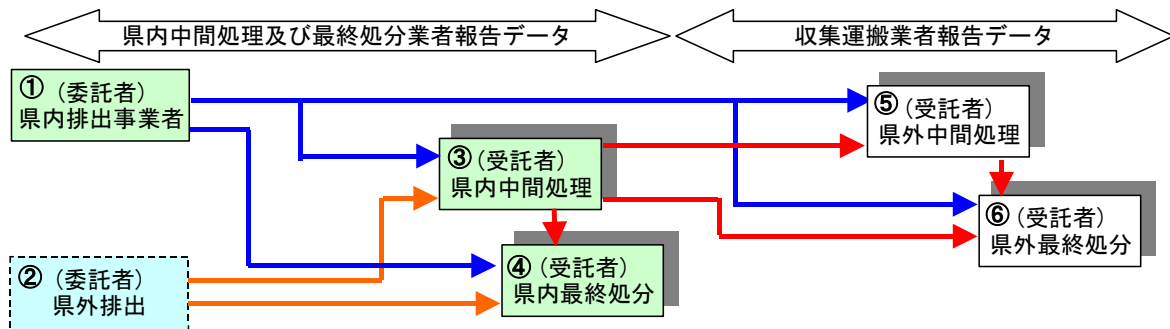 県内中間処理及び最終処分業者報告データ
収集運搬業者報告データ
①(委託者)
県内排出事業者
⑤(受託者)
県外中間処理
③(受託者)
県内中間処理
⑥(受託者)
県外最終処分
④(受託者)
県内最終処分
②(委託者)
県外排出